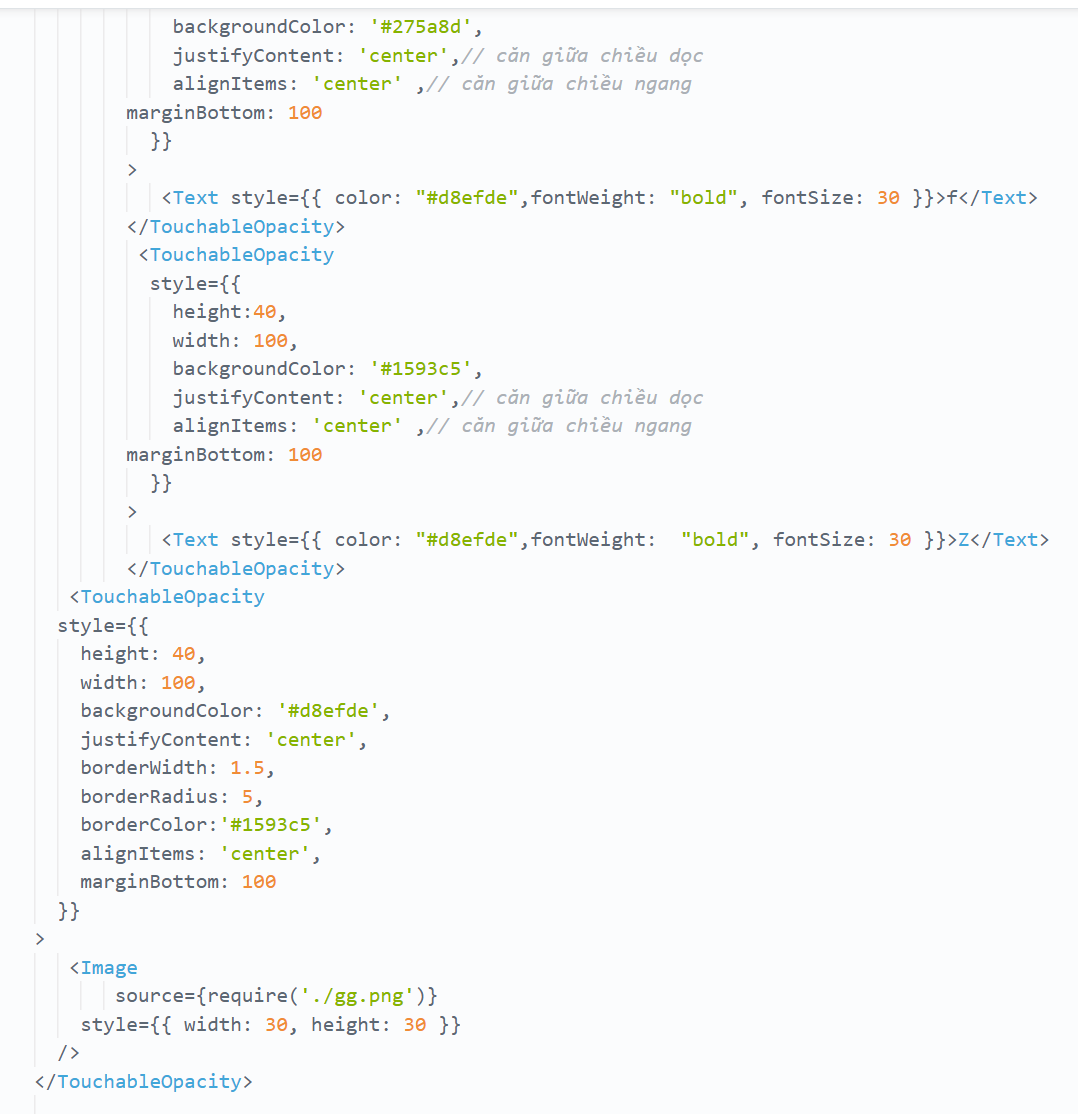 backgroundColor: '#275a8d',
justifyContent: 'center',// căn giữa chiều dọc
alignItems: 'center' ,// căn giữa chiều ngang
marginBottom: 100
}}
>
<Text style={{ color: "#d8efde",fontWeight: "bold", fontSize: 30 }}>f</Text>
</TouchableOpacity>
<TouchableOpacity
style={{
height:40,
width: 100,
backgroundColor: '#1593c5',
justifyContent: 'center',// căn giữa chiều dọc
alignItems: 'center' ,// căn giữa chiều ngang
marginBottom: 100
}}
>
<Text style={{ color: "#d8efde",fontWeight:  "bold", fontSize: 30 }}>Z</Text>
</TouchableOpacity>
<TouchableOpacity
style={{
height: 40,
width: 100,
backgroundColor: '#d8efde',
justifyContent: 'center',
borderWidth: 1.5,
borderRadius: 5,
borderColor:'#1593c5',
alignItems: 'center',
marginBottom: 100
}}
>
<Image
source={require('./gg.png')}
style={{ width: 30, height: 30 }}
/>
</TouchableOpacity>